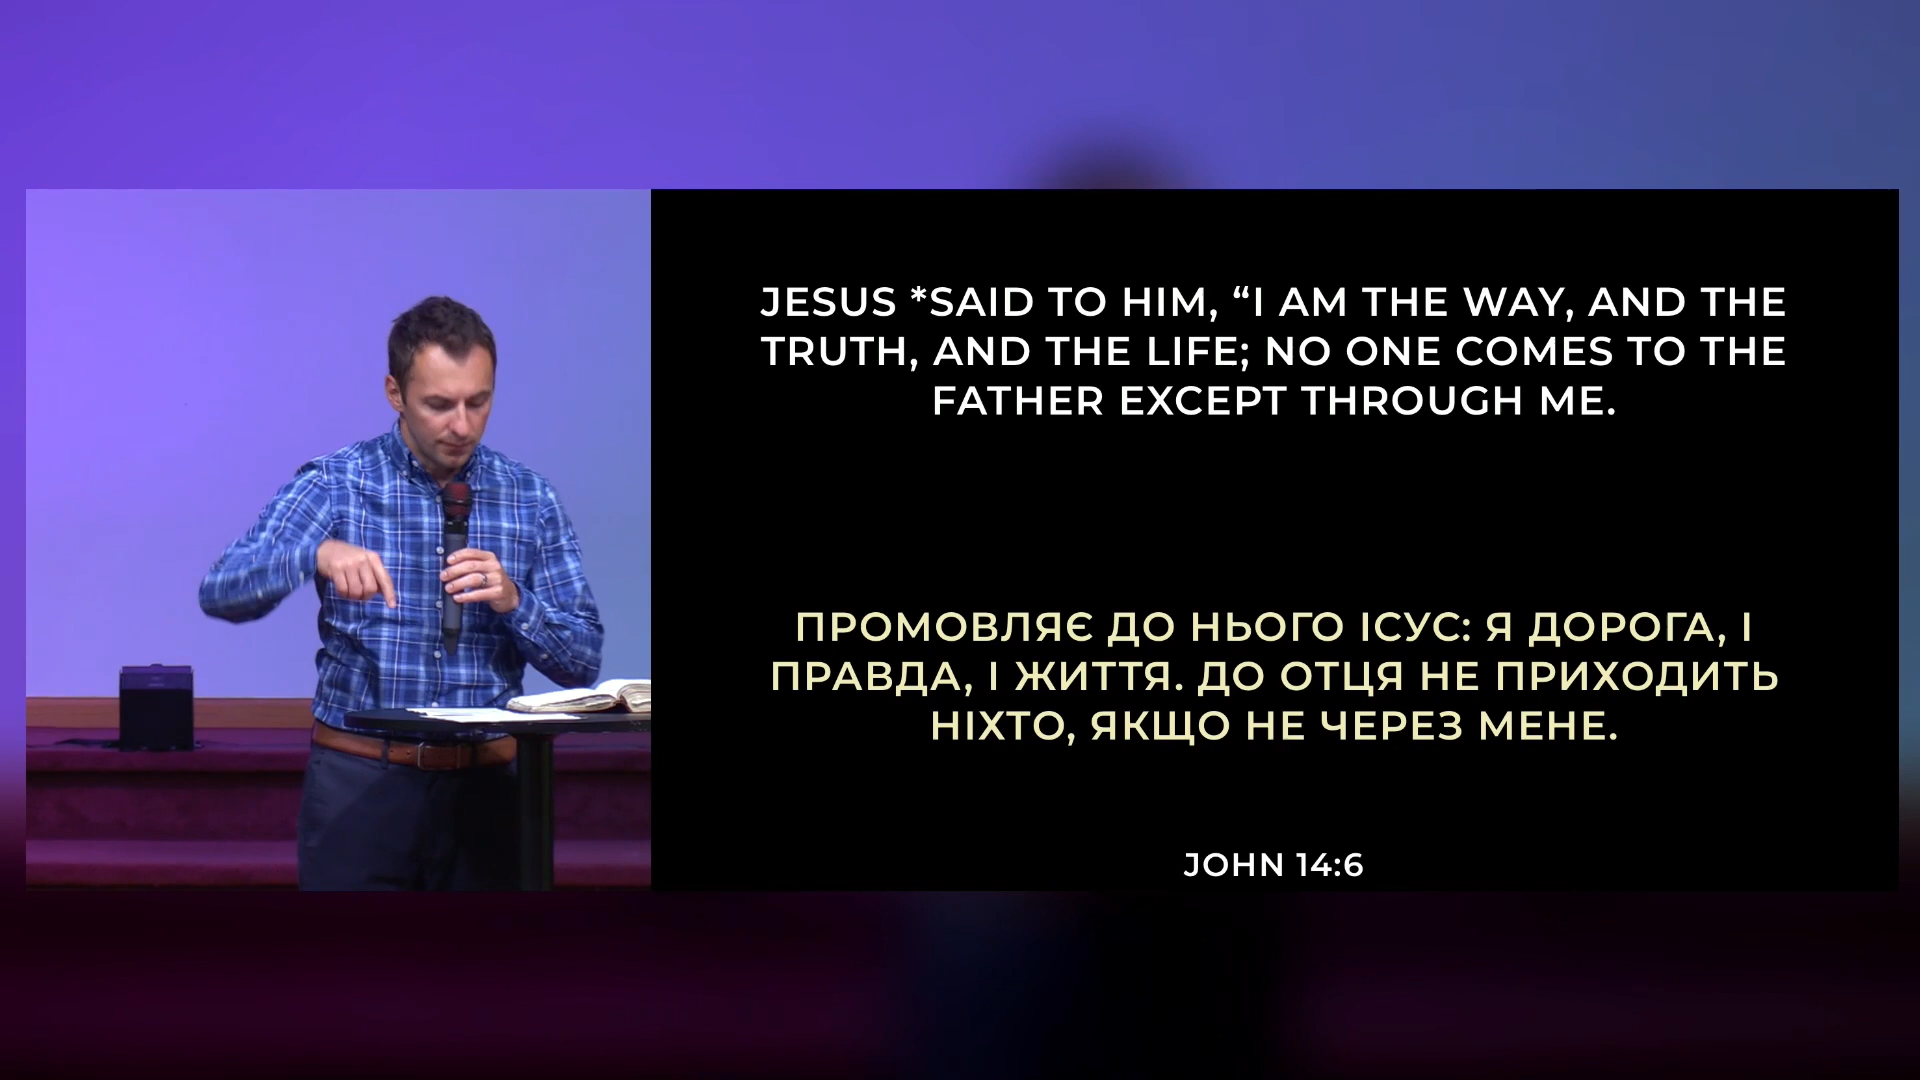 JESUS *SAID TO HIM, “I AM THE WAY, AND THE
TRUTH, AND THE LIFE; NO ONE COMES TO THE
FATHER EXCEPT THROUGH ME.
ПРОМОВЛЯЄ ДО НЬОГО ІСУС: Я ДОРОГА, І
ПРАВДА, І ЖИТТЯ. ДО ОТЦЯ НЕ ПРИХОДИТЬ
НІХТО, ЯКЩО НЕ ЧЕРЕЗ МЕНЕ.
JOHN 14:6